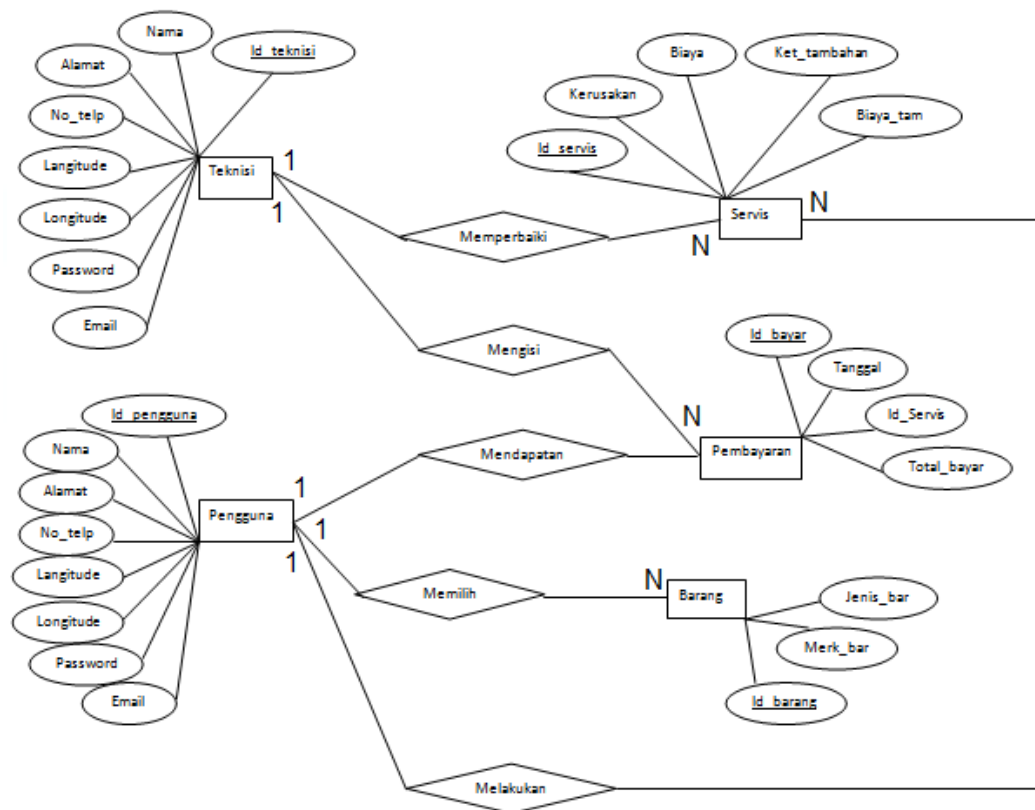 Nama
Id_teknisi
Alamat
No_telp
Langitude
Longitude
Password
Email
Teknisi
1
1
Memperbaiki
N
Biaya
Ket_tambahan
Kerusakan
Biaya_tam
Id_servis
Servis
N
Mengisi
N
Id_bayar
Tanggal
Id_Servis
Total_bayar
Pembayaran
Mendapatan
Id_pengguna
Nama
Alamat
No_telp
Langitude
Longitude
Password
Email
Pengguna
1
1
1
Memilih
N
Barang
Jenis_bar
Merk_bar
Id_barang
Melakukan